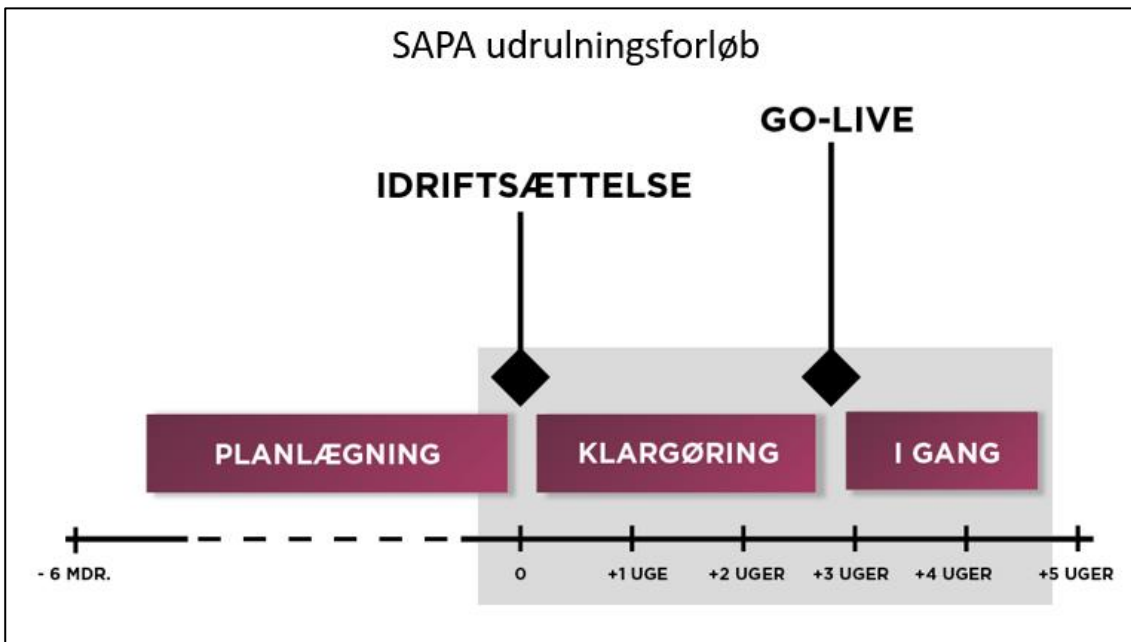 SAPA udrulningsforløb
GO-LIVE
IDRIFTSÆTTELSE
PLANLÆGNING
KLARGØRING
I GANG
- 6 MDR.
0
+1 UGE
+2 UGER
+3 UGER
+4 UGER
+5 UGER